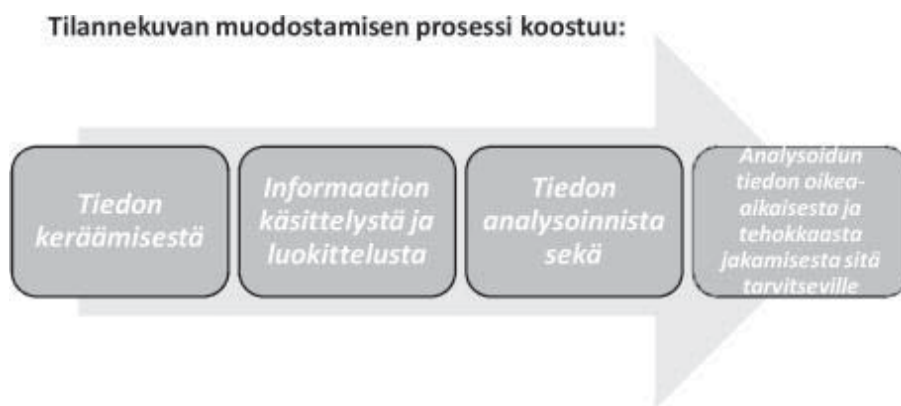 Tilannekuvan muodostamisen prosessi koostuu:
Tiedon
keräämisestä
Informaation
käsittelystä ja
luokittelusta
Tiedon
analysoinnista
sekä
Analysoidun
tiedon oikea-
aikaisesta ja
tehokkaasta
jakamisesta sitä
tarvitseville